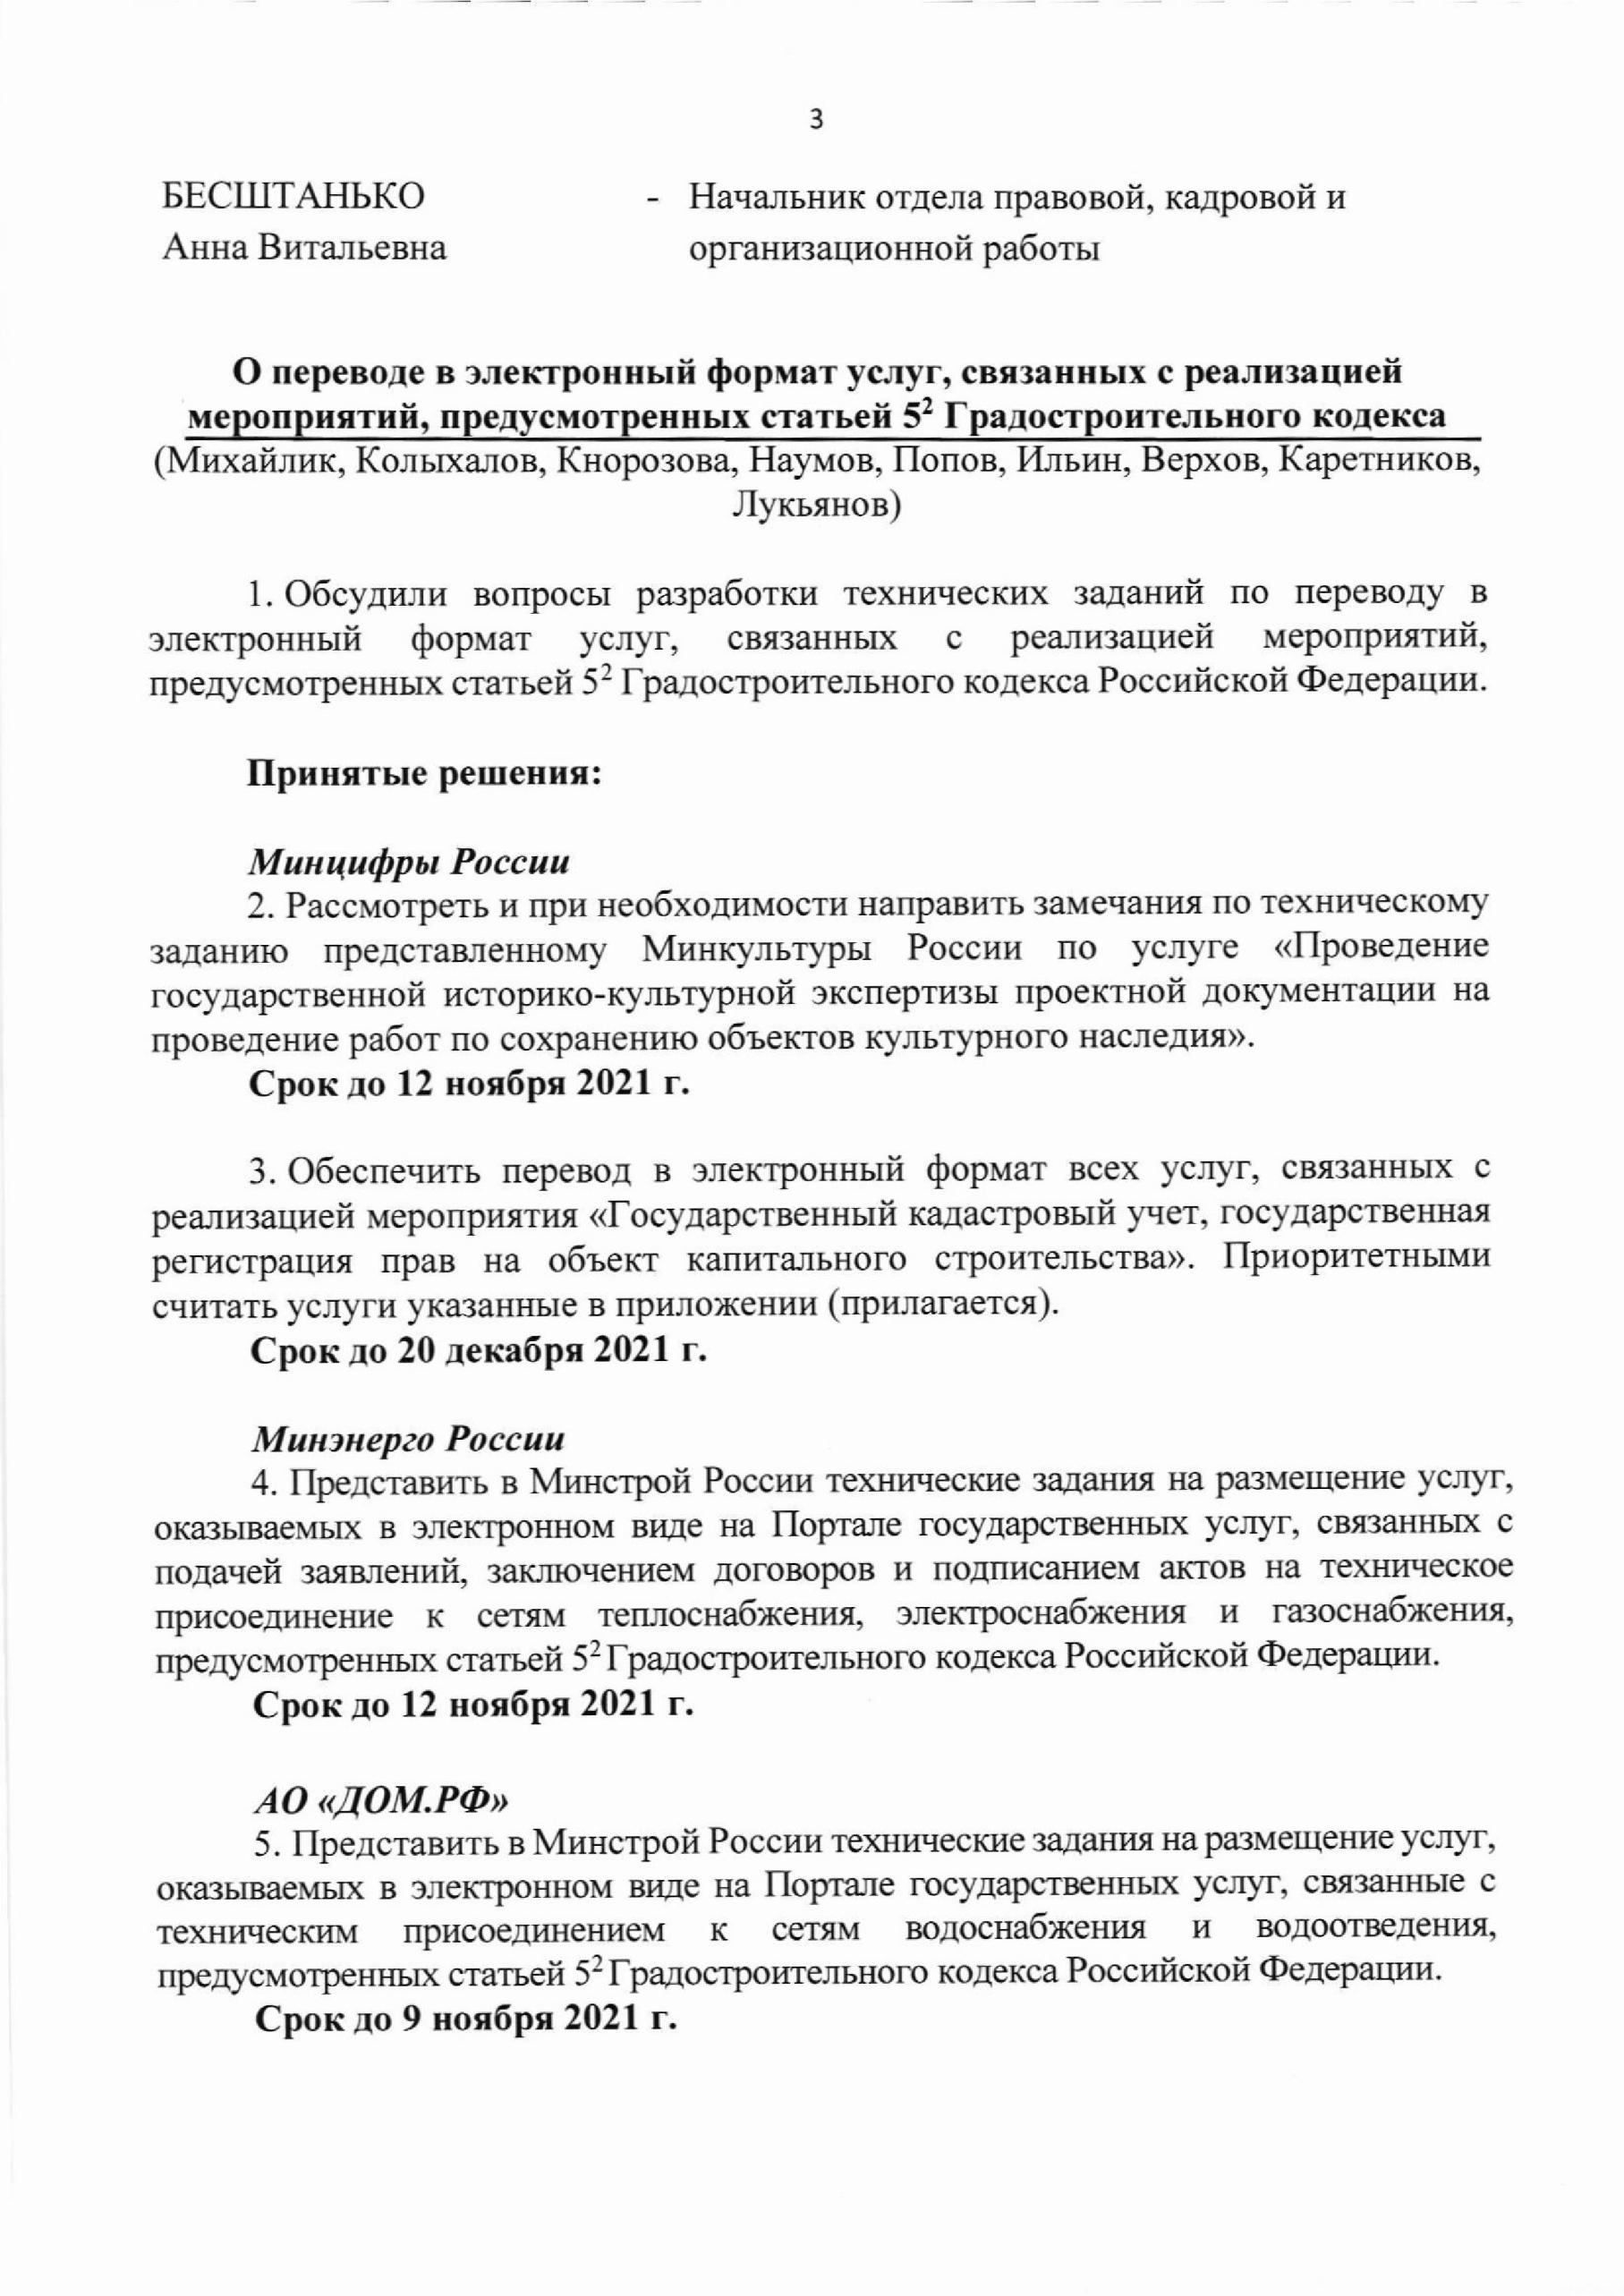 3
БЕСШТАНЬКО - Начальник отдела правовой, кадровой и
Анна Витальевна организационной работы
О переводе в электронный формат услуг, связанных с реализацией
мероприятий, предусмотренных статьей 5² Градостроительного кодекса
(Михайлик, Колыхалов, Кнорозова, Наумов, Попов, Ильин, Верхов, Каретников,
Лукьянов)
1. Обсудили вопросы разработки технических заданий по переводу в
электронный формат услуг, связанных с реализацией мероприятий,
предусмотренных статьей 5² Градостроительного кодекса Российской Федерации.
Принятые решения:
Минцифры России
2. Рассмотреть и при необходимости направить замечания по техническому
заданию представленному Минкультуры России по услуге «Проведение
государственной историко-культурной экспертизы проектной документации на
проведение работ по сохранению объектов культурного наследия».
Срок до 12 ноября 2021 г.
3. Обеспечить перевод в электронный формат всех услуг, связанных с
реализацией мероприятия «Государственный кадастровый учет, государственная
регистрация прав на объект капитального строительства». Приоритетными
считать услуги указанные в приложении (прилагается).
Срок до 20 декабря 2021 г.
Минэнерго России
4. Представить в Минстрой России технические задания на размещение услуг,
оказываемых в электронном виде на Портале государственных услуг, связанных с
подачей заявлений, заключением договоров и подписанием актов на техническое
присоединение к сетям теплоснабжения, электроснабжения и газоснабжения,
предусмотренных статьей 5² Градостроительного кодекса Российской Федерации.
Срок до 12 ноября 2021 г.
АО «ДОМ.РФ»
5. Представить в Минстрой России технические задания на размещение услуг,
оказываемых в электронном виде на Портале государственных услуг, связанные с
техническим присоединением к сетям водоснабжения и водоотведения,
предусмотренных статьей 5² Градостроительного кодекса Российской Федерации.
Срок до 9 ноября 2021 г.